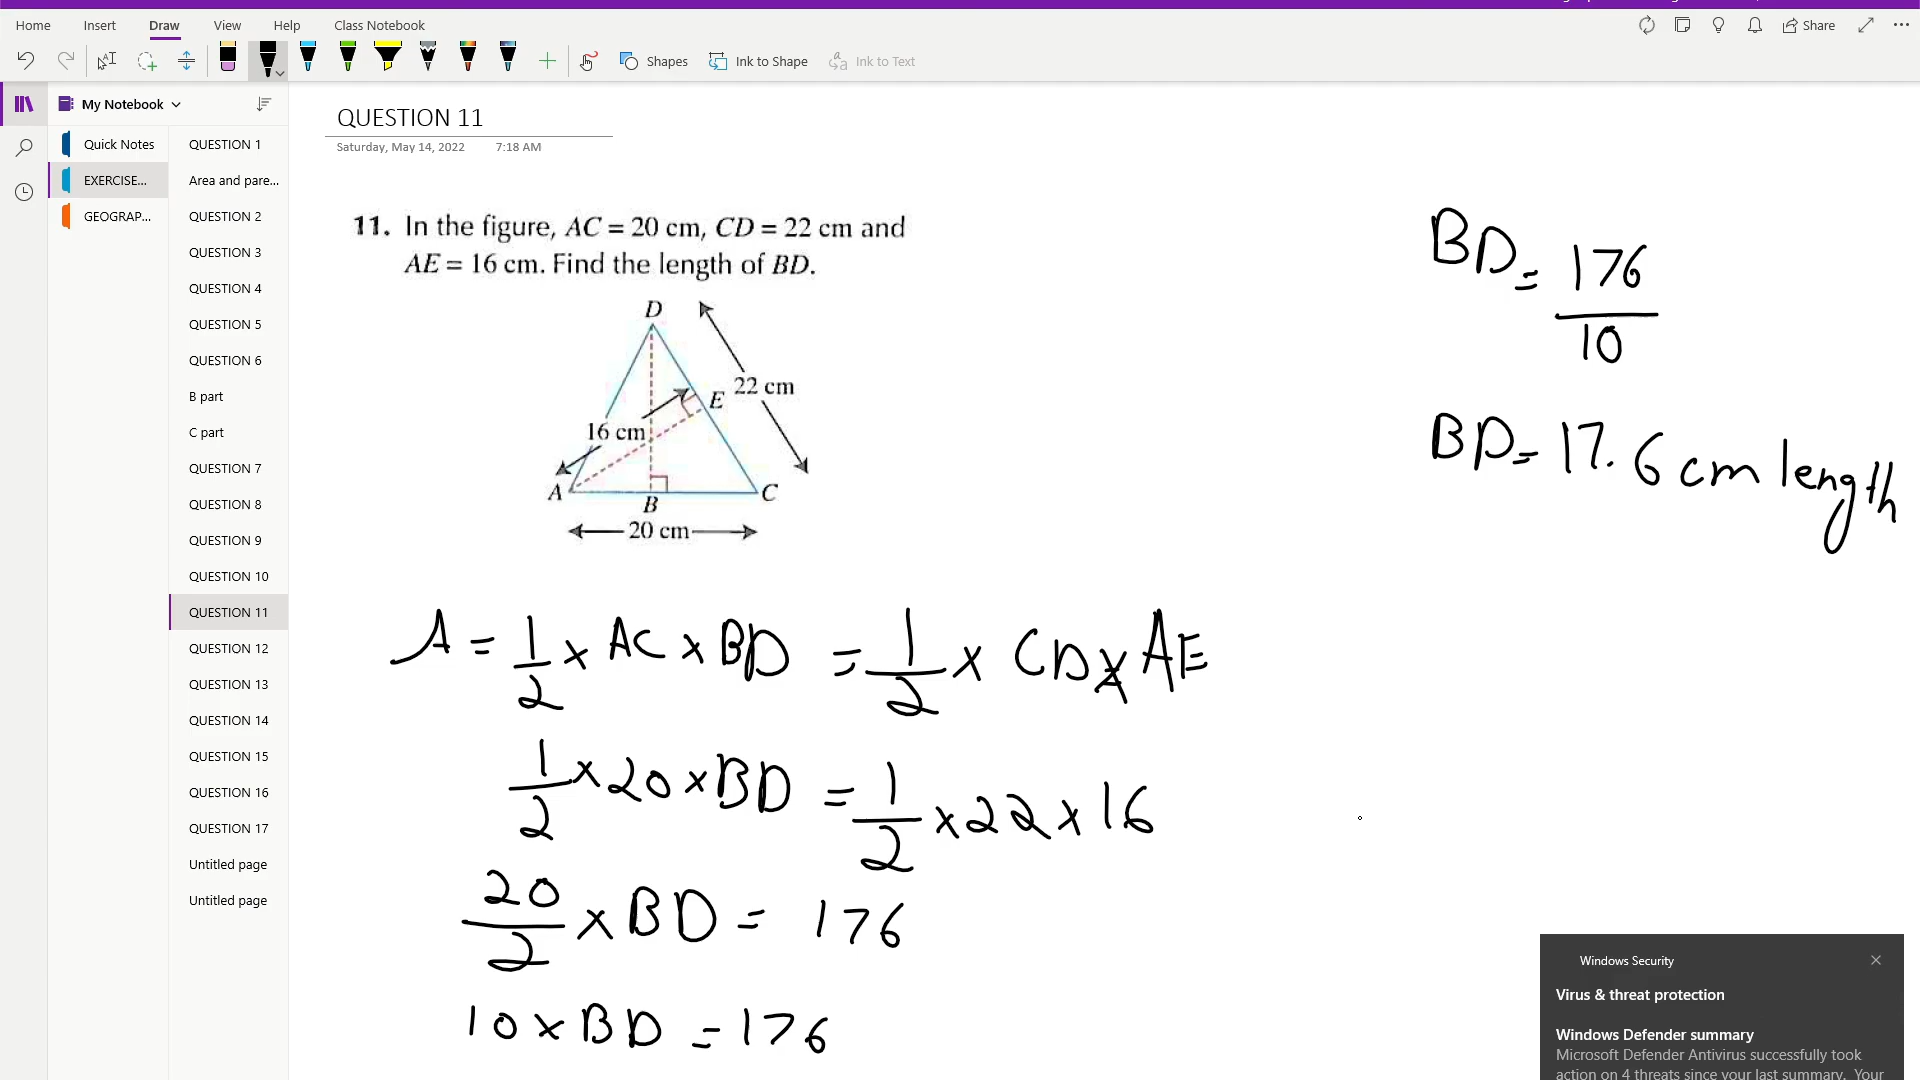 Home Insert Draw View Help Class Notebook
Share
Shapes Ink to Shape Ink to Text
My Notebook
Quick Notes
EXERCISE...
GEOGRAP...
QUESTION 1
Area and pare...
QUESTION 2
QUESTION 3
QUESTION 4
QUESTION 5
QUESTION 6
B part
C part
QUESTION 7
QUESTION 8
QUESTION 9
QUESTION 10
QUESTION 11
QUESTION 12
QUESTION 13
QUESTION 14
QUESTION 15
QUESTION 16
QUESTION 17
Untitled page
Untitled page
QUESTION 11
Saturday, May 14, 2022 7:18 AM
11. In the figure, AC = 20 cm, CD = 22 cm and
AE = 16 cm. Find the length of BD.
D
22 cm
E
16 cm
A
B
C
20 cm
A = 1/2 × AC × BD = 1/2 × CD × AE
1/2 × 20 × BD = 1/2 × 22 × 16
20/2 × BD = 176
10 × BD = 176
BD = 176/10
BD = 17.6 cm length
Windows Security
Virus & threat protection
Windows Defender summary
Microsoft Defender Antivirus successfully took
action on 4 threats since your last summary. Your